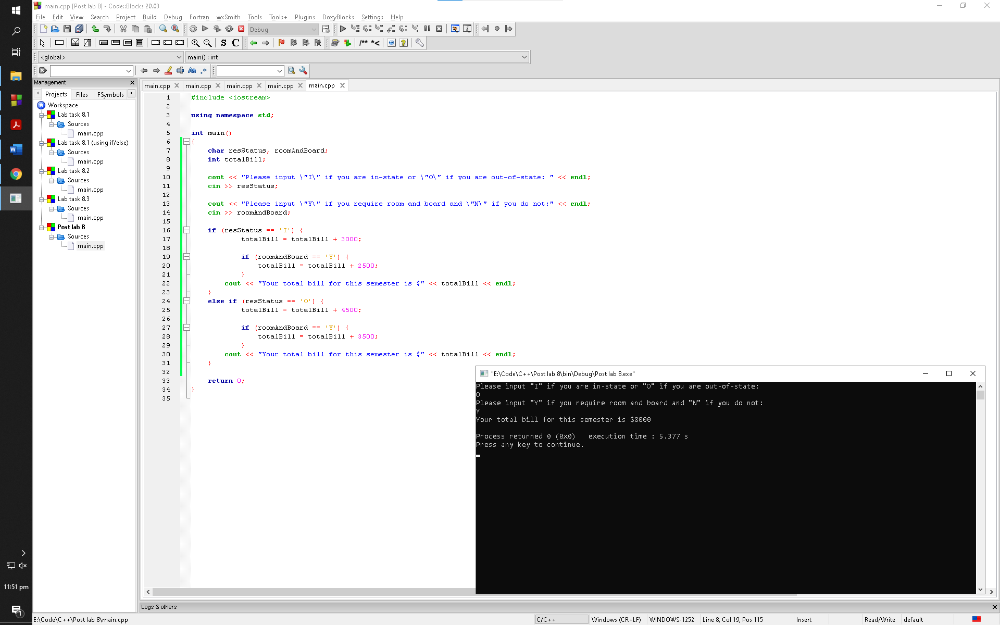 main.cpp [Post lab 8] - Code::Blocks 20.03
File Edit View Search Project Build Debug Fortran wxSmith Tools Tools+ Plugins DoxyBlocks Settings Help
Debug
S C /** *<
<global> main() : int
Aa .*
Management
Projects Files FSymbols
Workspace
Lab task 8.1
Sources
main.cpp
Lab task 8.1 (using if/else)
Sources
main.cpp
Lab task 8.2
Sources
main.cpp
Lab task 8.3
Sources
main.cpp
Post lab 8
Sources
main.cpp
main.cpp main.cpp main.cpp main.cpp main.cpp
1 #include <iostream>
2
3 using namespace std;
4
5 int main()
6 {
7 char resStatus, roomAndBoard;
8 int totalBill;
9
10 cout << "Please input \"I\" if you are in-state or \"O\" if you are out-of-state: " << endl;
11 cin >> resStatus;
12
13 cout << "Please input \"Y\" if you require room and board and \"N\" if you do not:" << endl;
14 cin >> roomAndBoard;
15
16 if (resStatus == 'I') {
17 totalBill = totalBill + 3000;
18
19 if (roomAndBoard == 'Y') {
20 totalBill = totalBill + 2500;
21 }
22 cout << "Your total bill for this semester is $" << totalBill << endl;
23 }
24 else if (resStatus == 'O') {
25 totalBill = totalBill + 4500;
26
27 if (roomAndBoard == 'Y') {
28 totalBill = totalBill + 3500;
29 }
30 cout << "Your total bill for this semester is $" << totalBill << endl;
31 }
32
33 return 0;
34 }
35
"E:\Code\C++\Post lab 8\bin\Debug\Post lab 8.exe"
Please input "I" if you are in-state or "O" if you are out-of-state:
O
Please input "Y" if you require room and board and "N" if you do not:
Y
Your total bill for this semester is $8000
Process returned 0 (0x0) execution time : 5.377 s
Press any key to continue.
11:51 pm
1
Logs & others
E:\Code\C++\Post lab 8\main.cpp C/C++ Windows (CR+LF) WINDOWS-1252 Line 8, Col 19, Pos 115 Insert Read/Write default